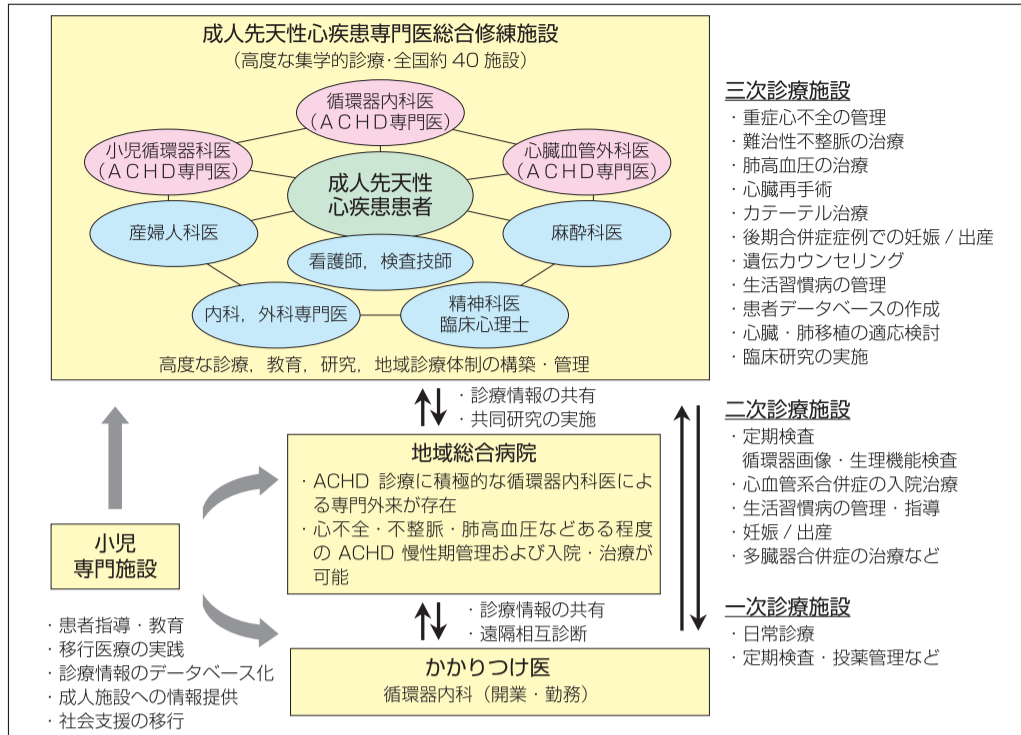 成人先天性心疾患専門医総合修練施設
(高度な集学的診療・全国約 40 施設)
循環器内科医
(ACHD専門医)
小児循環器科医
(ACHD専門医)
心臓血管外科医
(ACHD専門医)
成人先天性
心疾患患者
産婦人科医
麻酔科医
看護師，検査技師
内科，外科専門医
精神科医
臨床心理士
高度な診療，教育，研究，地域診療体制の構築・管理
・診療情報の共有
・共同研究の実施
地域総合病院
・ACHD 診療に積極的な循環器内科医によ
る専門外来が存在
・心不全・不整脈・肺高血圧などある程度
の ACHD 慢性期管理および入院・治療が
可能
・診療情報の共有
・遠隔相互診断
かかりつけ医
循環器内科（開業・勤務）
小児
専門施設
・患者指導・教育
・移行医療の実践
・診療情報のデータベース化
・成人施設への情報提供
・社会支援の移行
三次診療施設
・重症心不全の管理
・難治性不整脈の治療
・肺高血圧の治療
・心臓再手術
・カテーテル治療
・後期合併症症例での妊娠 / 出産
・遺伝カウンセリング
・生活習慣病の管理
・患者データベースの作成
・心臓・肺移植の適応検討
・臨床研究の実施
二次診療施設
・定期検査
循環器画像・生理機能検査
・心血管系合併症の入院治療
・生活習慣病の管理・指導
・妊娠 / 出産
・多臓器合併症の治療など
一次診療施設
・日常診療
・定期検査・投薬管理など